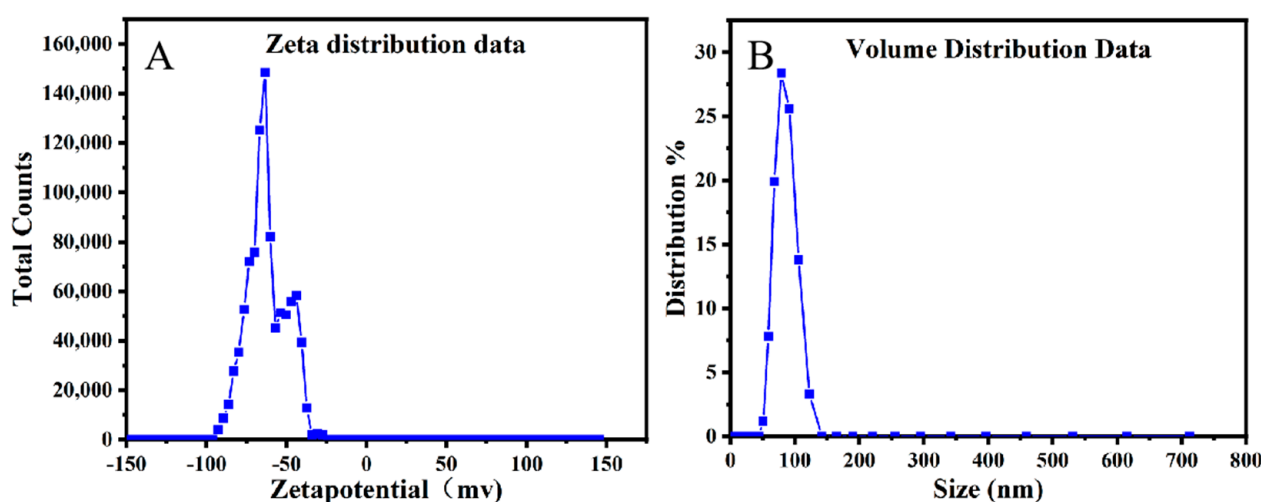 A
Zeta distribution data
Total Counts
160,000
140,000
120,000
100,000
80,000
60,000
40,000
20,000
0
-150 -100 -50 0 50 100 150
Zetapotential（mv）
B
Volume Distribution Data
Distribution %
30
25
20
15
10
5
0
0 100 200 300 400 500 600 700 800
Size (nm)